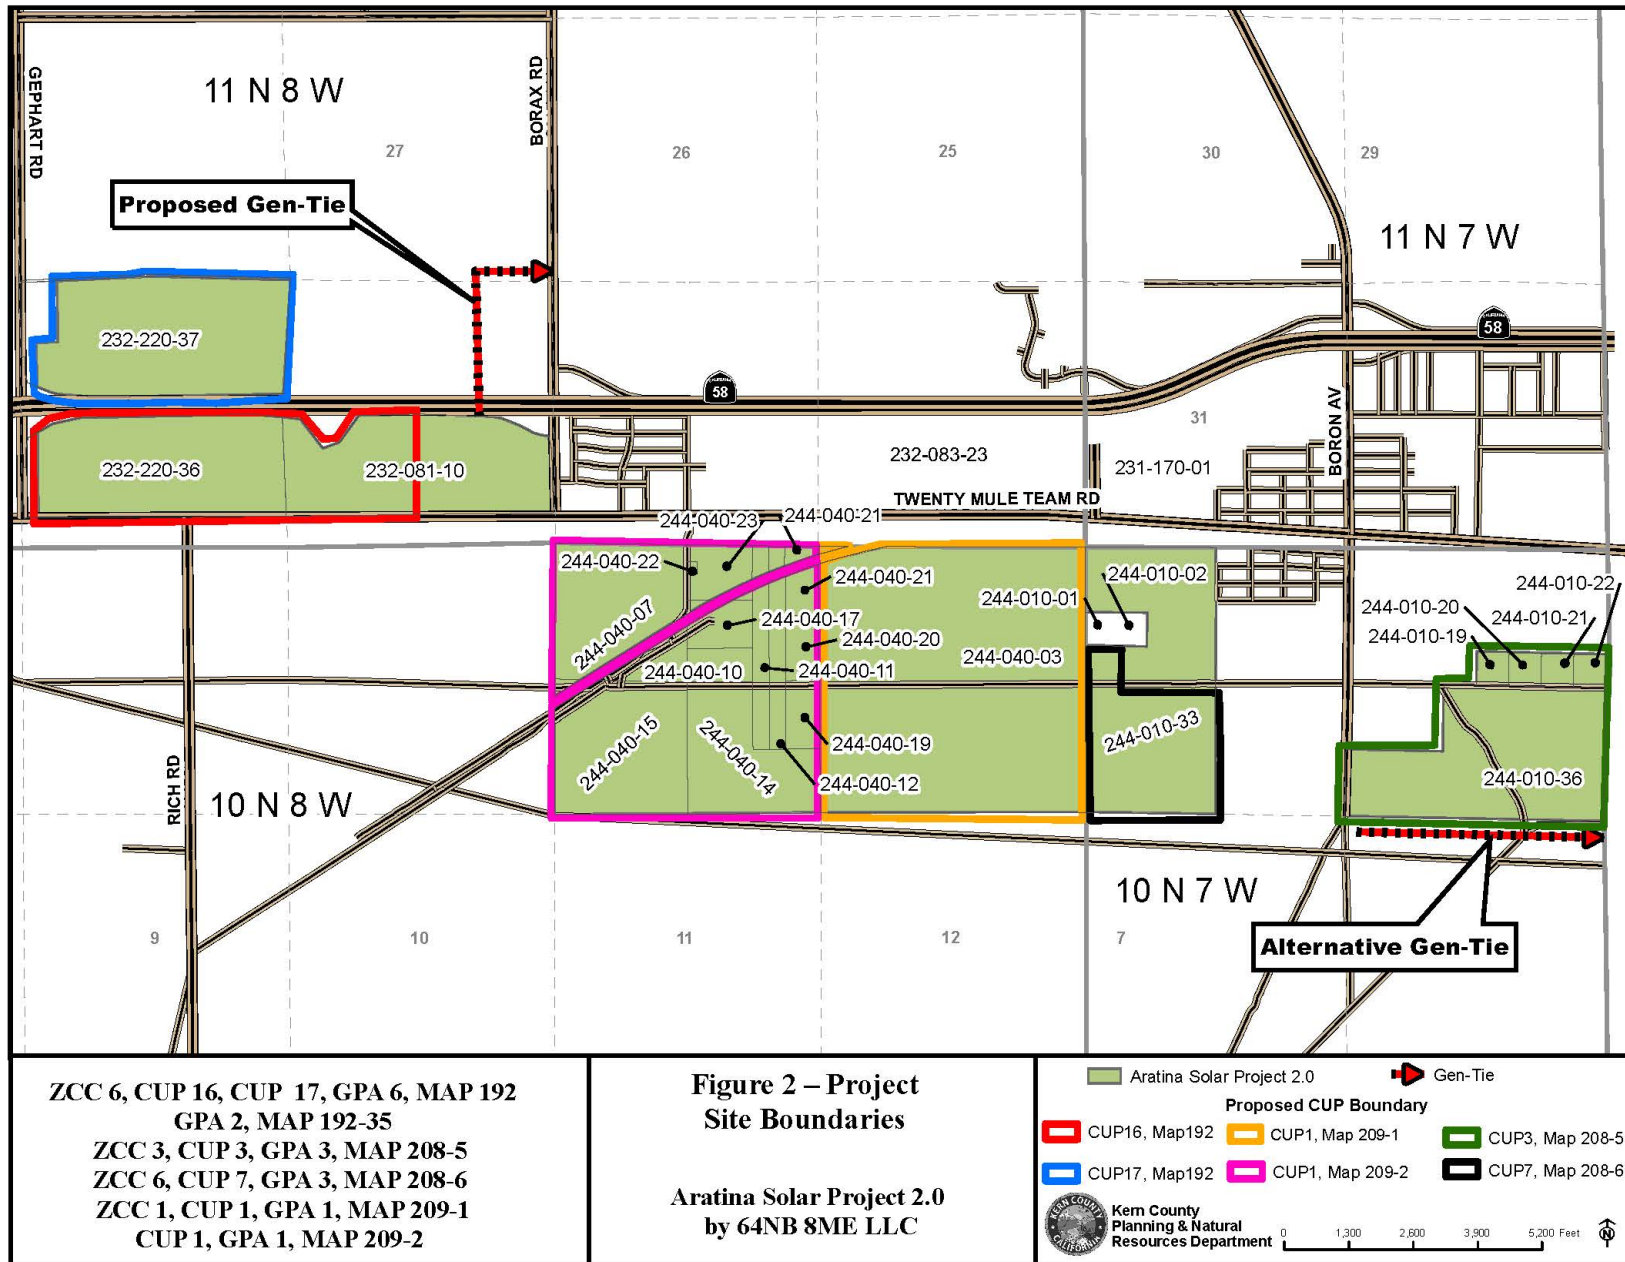 GEPHART RD
11 N 8 W
BORAX RD
27
26
25
30
29
Proposed Gen-Tie
11 N 7 W
232-220-37
58
58
31
BORON AV
232-220-36
232-081-10
232-083-23
231-170-01
TWENTY MULE TEAM RD
244-040-23
244-040-21
244-040-22
244-040-21
244-010-02
244-010-01
244-010-22
244-010-20
244-010-21
244-010-19
244-040-07
244-040-17
244-040-20
244-040-03
244-040-10
244-040-11
244-040-15
244-040-14
244-040-19
244-040-12
244-010-33
244-010-36
RICH RD
10 N 8 W
10 N 7 W
9
10
11
12
7
Alternative Gen-Tie
ZCC 6, CUP 16, CUP 17, GPA 6, MAP 192
GPA 2, MAP 192-35
ZCC 3, CUP 3, GPA 3, MAP 208-5
ZCC 6, CUP 7, GPA 3, MAP 208-6
ZCC 1, CUP 1, GPA 1, MAP 209-1
CUP 1, GPA 1, MAP 209-2
Figure 2 – Project
Site Boundaries
Aratina Solar Project 2.0
by 64NB 8ME LLC
Aratina Solar Project 2.0
Gen-Tie
Proposed CUP Boundary
CUP16, Map192
CUP1, Map 209-1
CUP3, Map 208-5
CUP17, Map192
CUP1, Map 209-2
CUP7, Map 208-6
KERN COUNTY
CALIFORNIA
Kern County
Planning & Natural
Resources Department
0 1,300 2,600 3,900 5,200 Feet
N